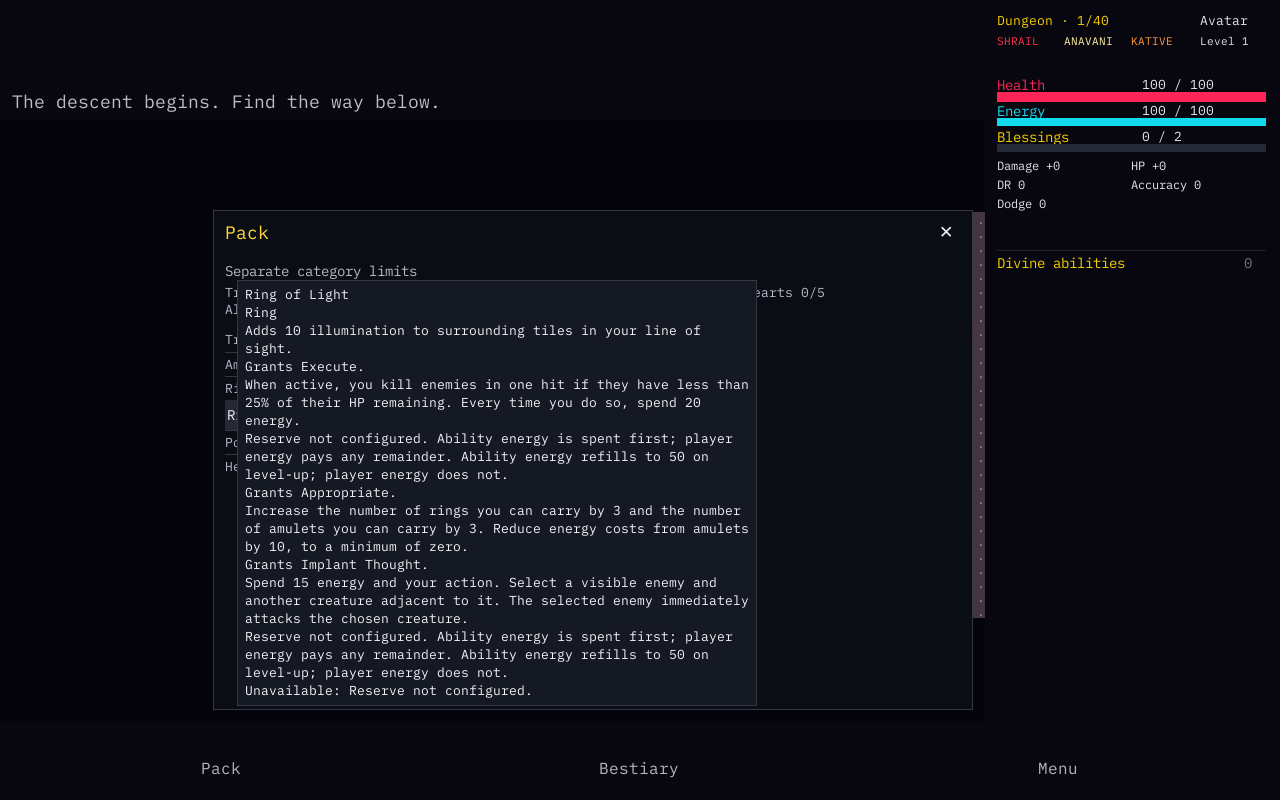 Dungeon · 1/40 Avatar
SHRAIL ANAVANI KATIVE Level 1
Health 100 / 100
Energy 100 / 100
Blessings 0 / 2
Damage +0 HP +0
DR 0 Accuracy 0
Dodge 0
Divine abilities 0
The descent begins. Find the way below.
Pack ✕
Separate category limits
0/5
Ring of Light
Ring
Adds 10 illumination to surrounding tiles in your line of
sight.
Grants Execute.
When active, you kill enemies in one hit if they have less than
25% of their HP remaining. Every time you do so, spend 20
energy.
Reserve not configured. Ability energy is spent first; player
energy pays any remainder. Ability energy refills to 50 on
level-up; player energy does not.
Grants Appropriate.
Increase the number of rings you can carry by 3 and the number
of amulets you can carry by 3. Reduce energy costs from amulets
by 10, to a minimum of zero.
Grants Implant Thought.
Spend 15 energy and your action. Select a visible enemy and
another creature adjacent to it. The selected enemy immediately
attacks the chosen creature.
Reserve not configured. Ability energy is spent first; player
energy pays any remainder. Ability energy refills to 50 on
level-up; player energy does not.
Unavailable: Reserve not configured.
Pack Bestiary Menu